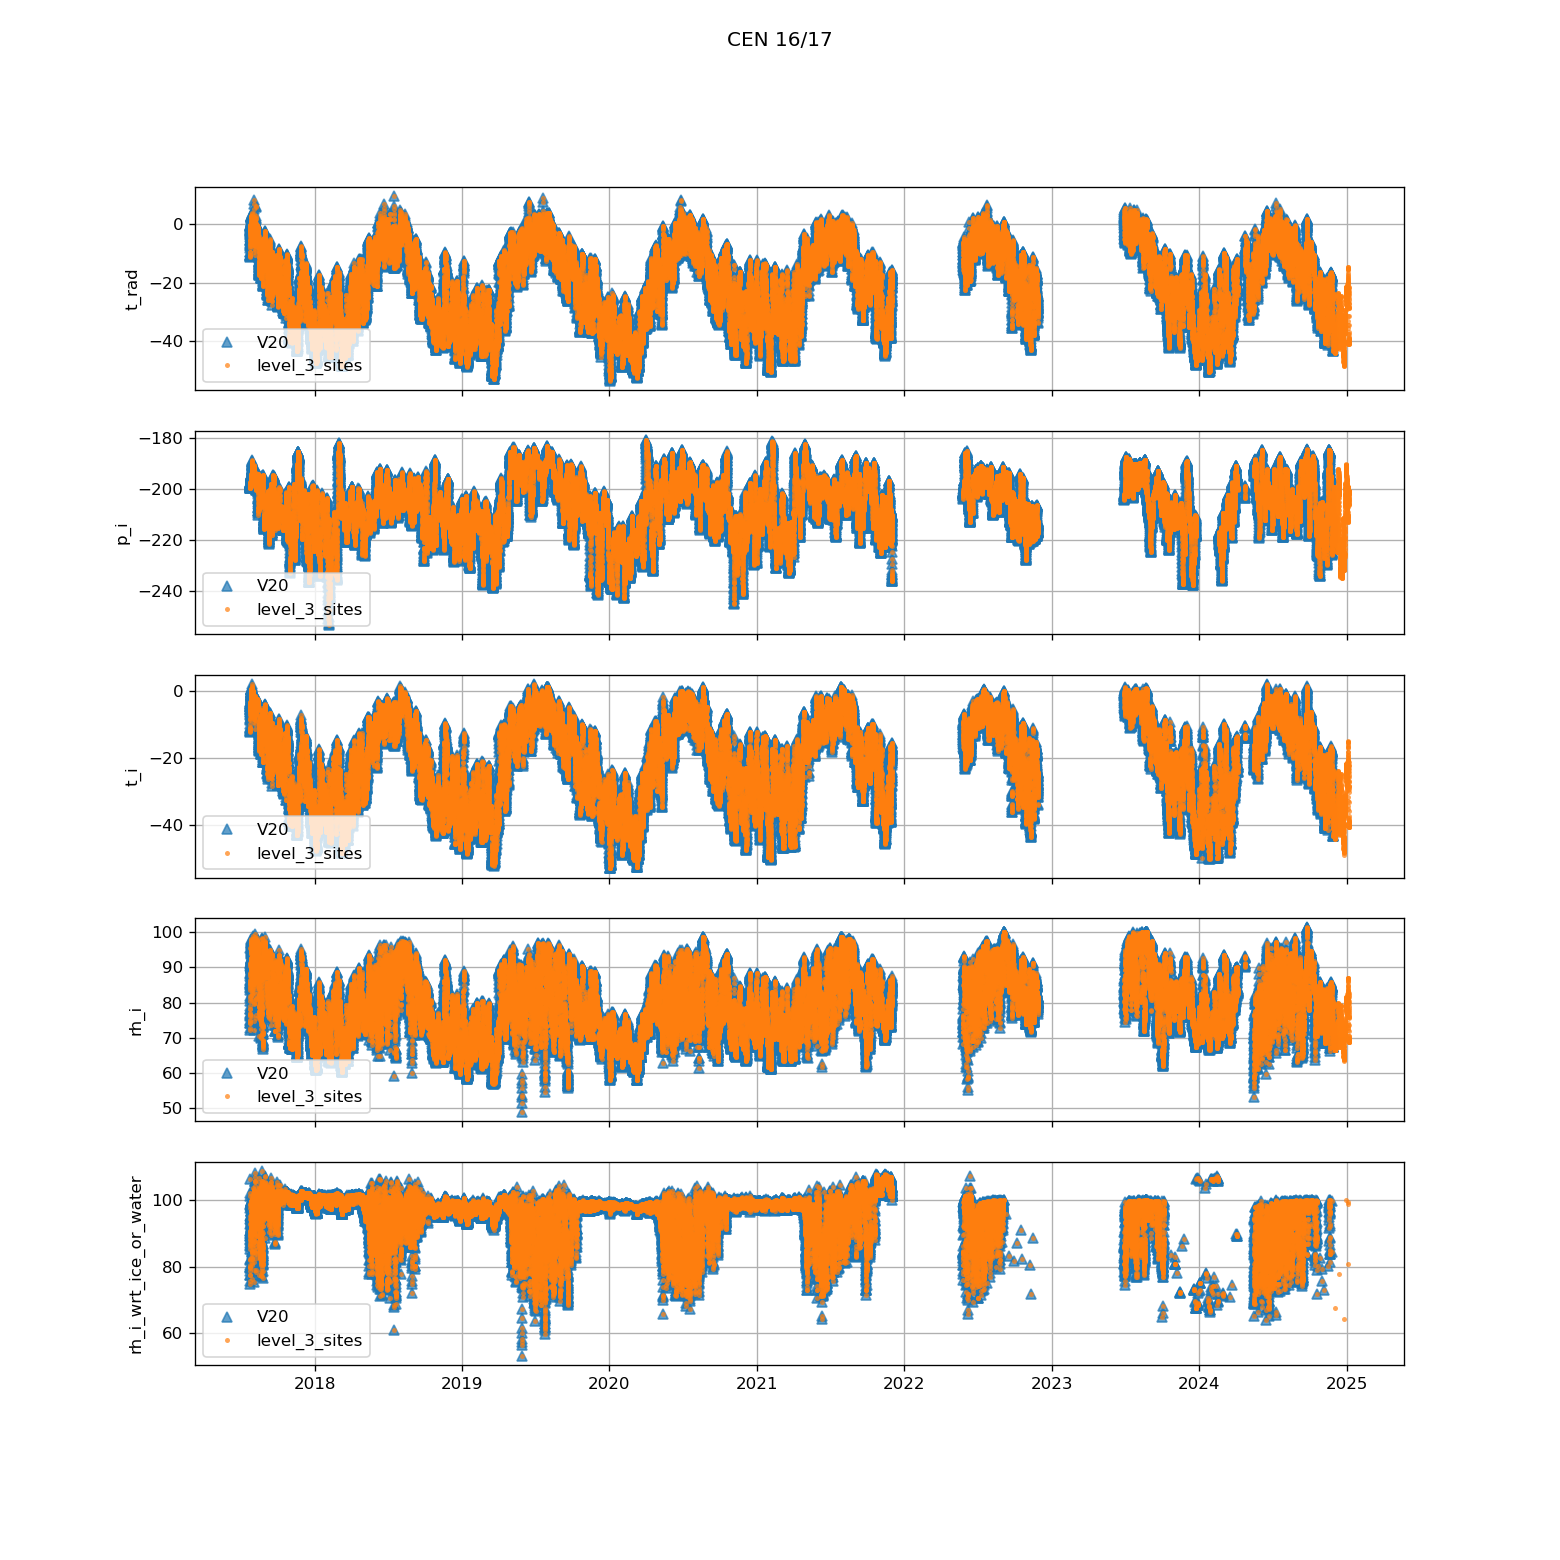 CEN 16/17
0
−20
−40
t_rad
V20
level_3_sites
−180
−200
−220
−240
p_i
V20
level_3_sites
0
−20
−40
t_i
V20
level_3_sites
100
90
80
70
60
50
rh_i
V20
level_3_sites
100
80
60
rh_i_wrt_ice_or_water
V20
level_3_sites
2018 2019 2020 2021 2022 2023 2024 2025